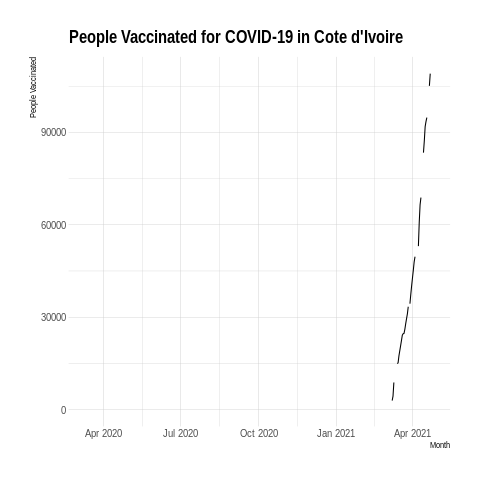 People Vaccinated for COVID-19 in Cote d'Ivoire
People Vaccinated
90000
60000
30000
0
Apr 2020 Jul 2020 Oct 2020 Jan 2021 Apr 2021
Month